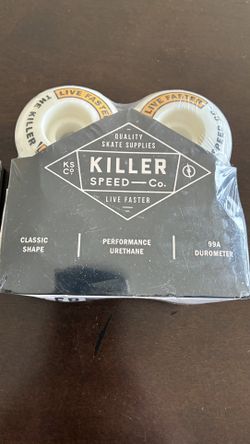 LIVE FASTER
THE KILLER
LIVE FASTER
SPEED
QUALITY
SKATE SUPPLIES
KS
CO
KILLER
SPEED — Co.
LIVE FASTER
CLASSIC
SHAPE
PERFORMANCE
URETHANE
99A
DUROMETER